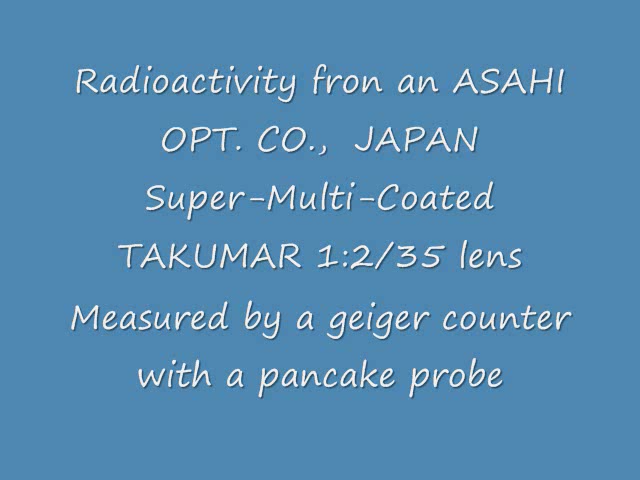 Radioactivity fron an ASAHI
OPT. CO., JAPAN
Super-Multi-Coated
TAKUMAR 1:2/35 lens
Measured by a geiger counter
with a pancake probe